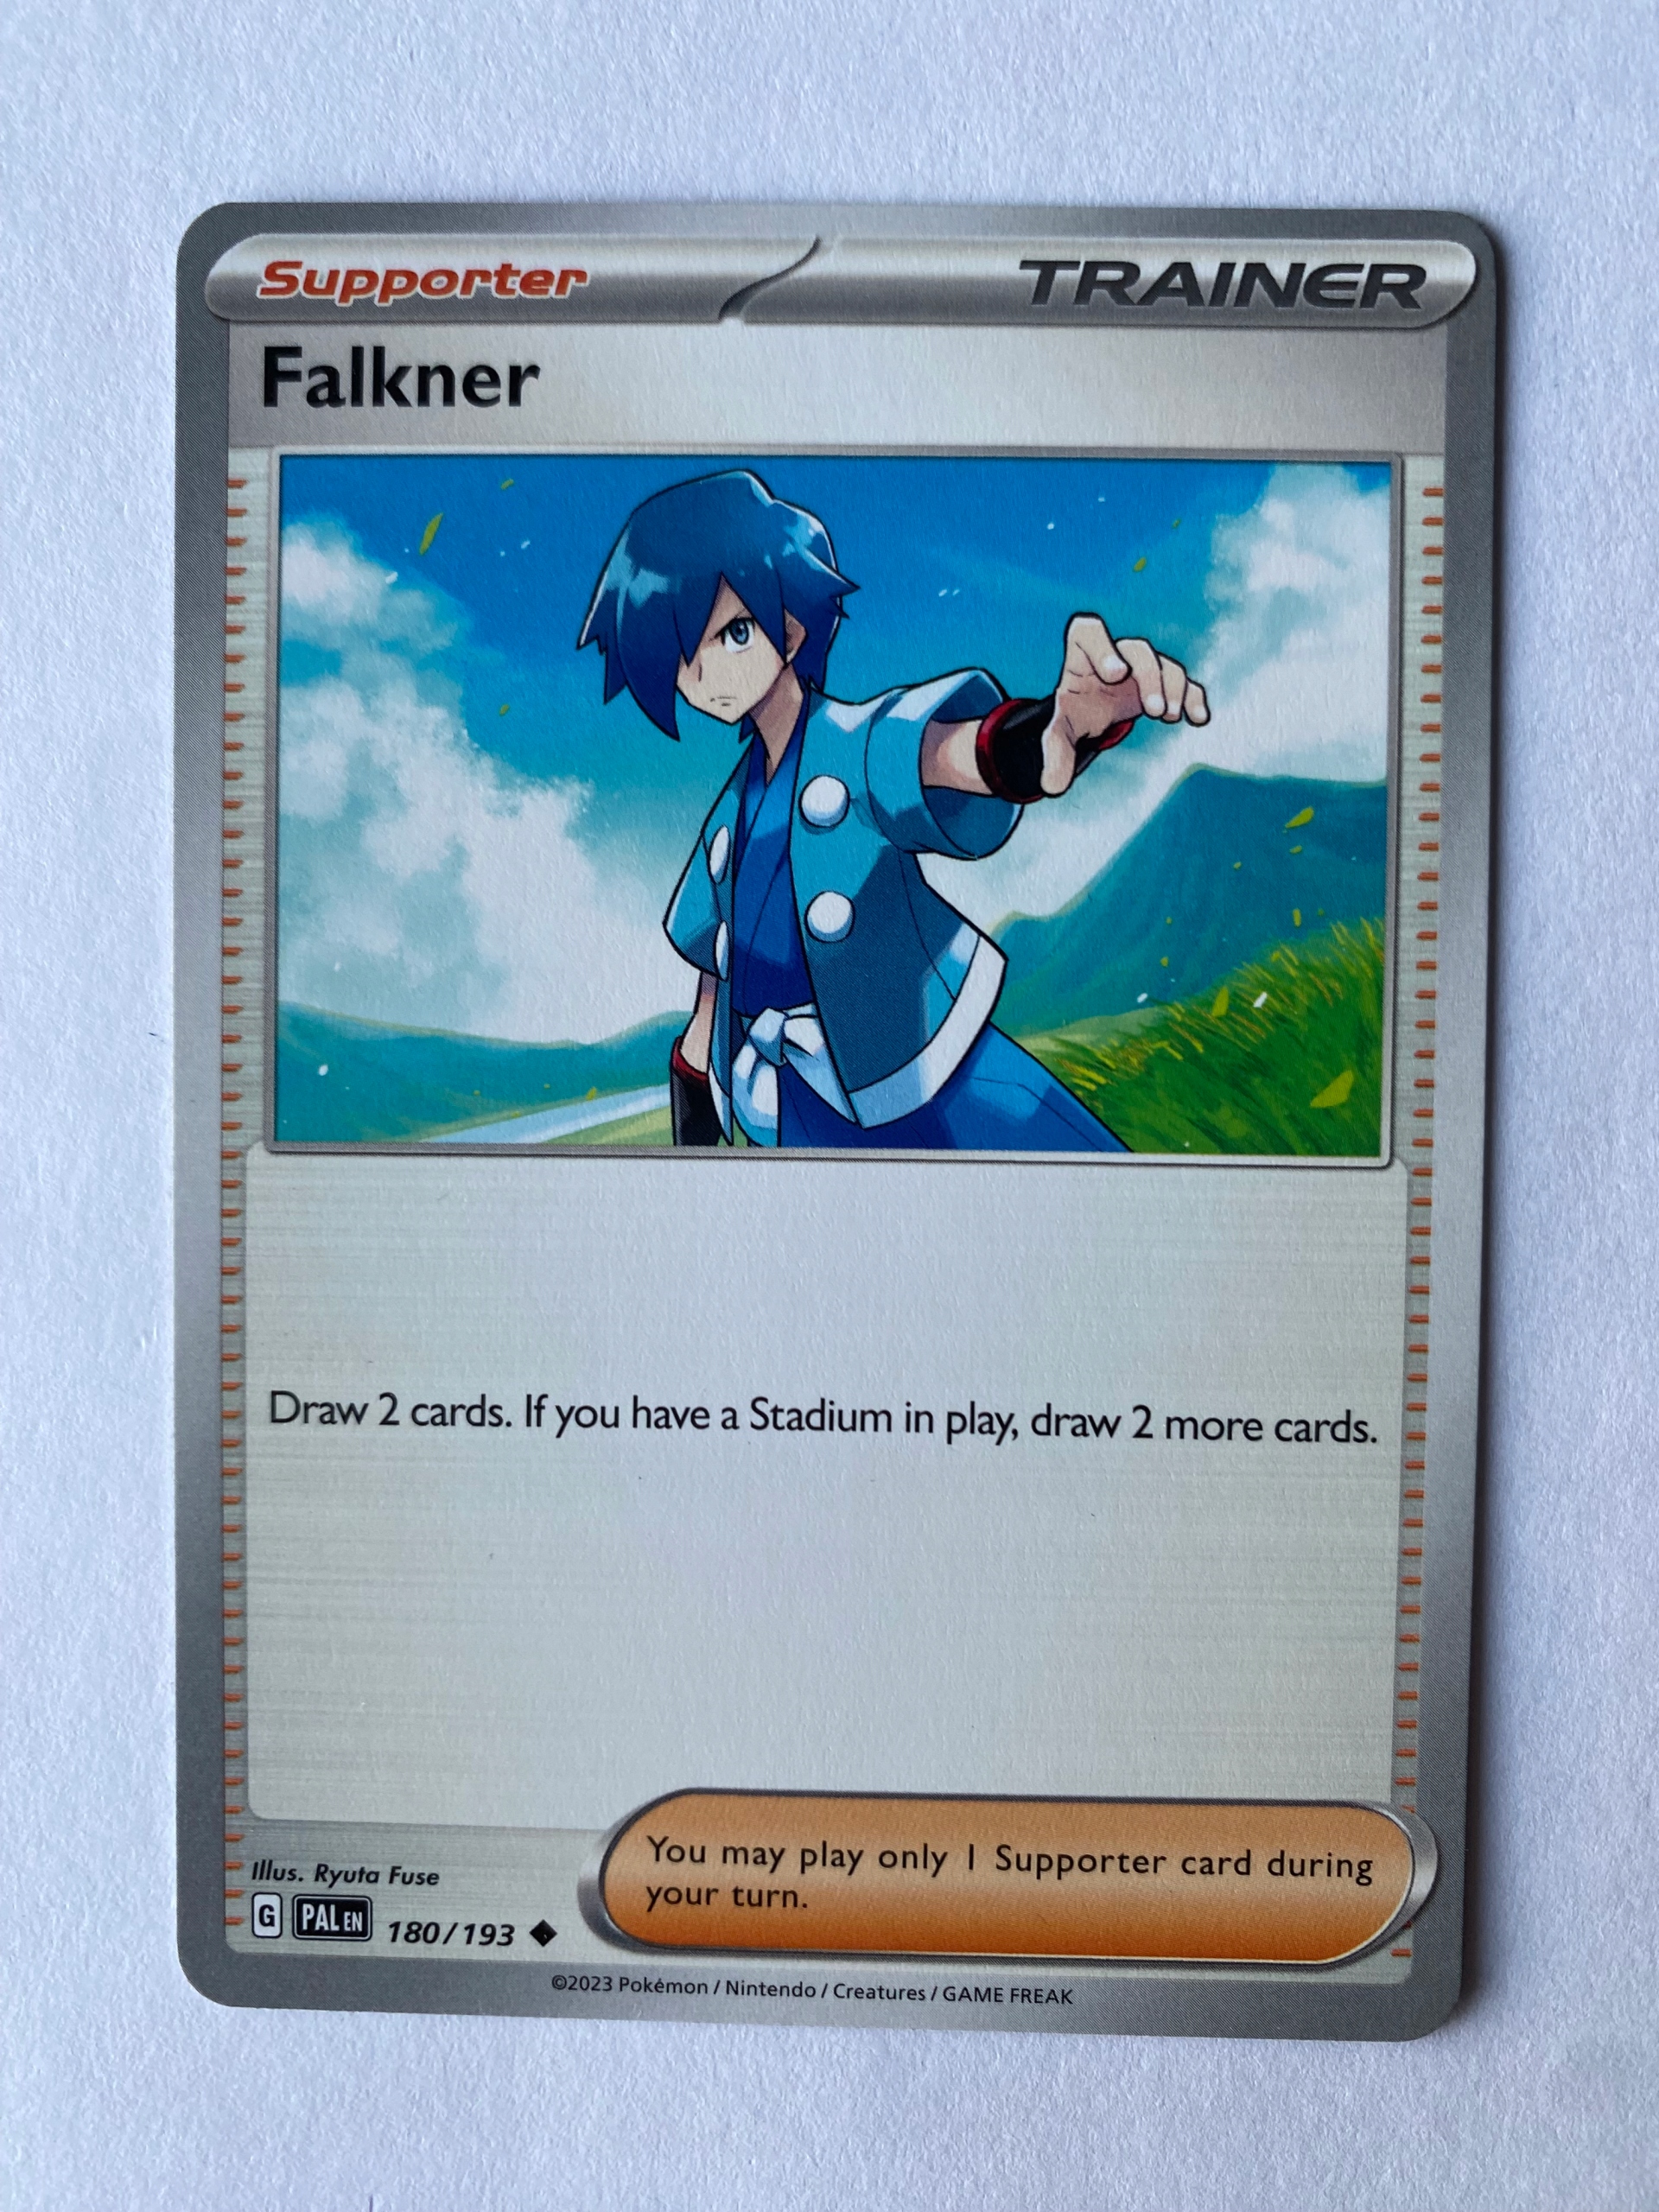 Supporter TRAINER
Falkner
Draw 2 cards. If you have a Stadium in play, draw 2 more cards.
You may play only 1 Supporter card during
your turn.
Illus. Ryuta Fuse
G PAL EN 180/193
©2023 Pokémon / Nintendo / Creatures / GAME FREAK